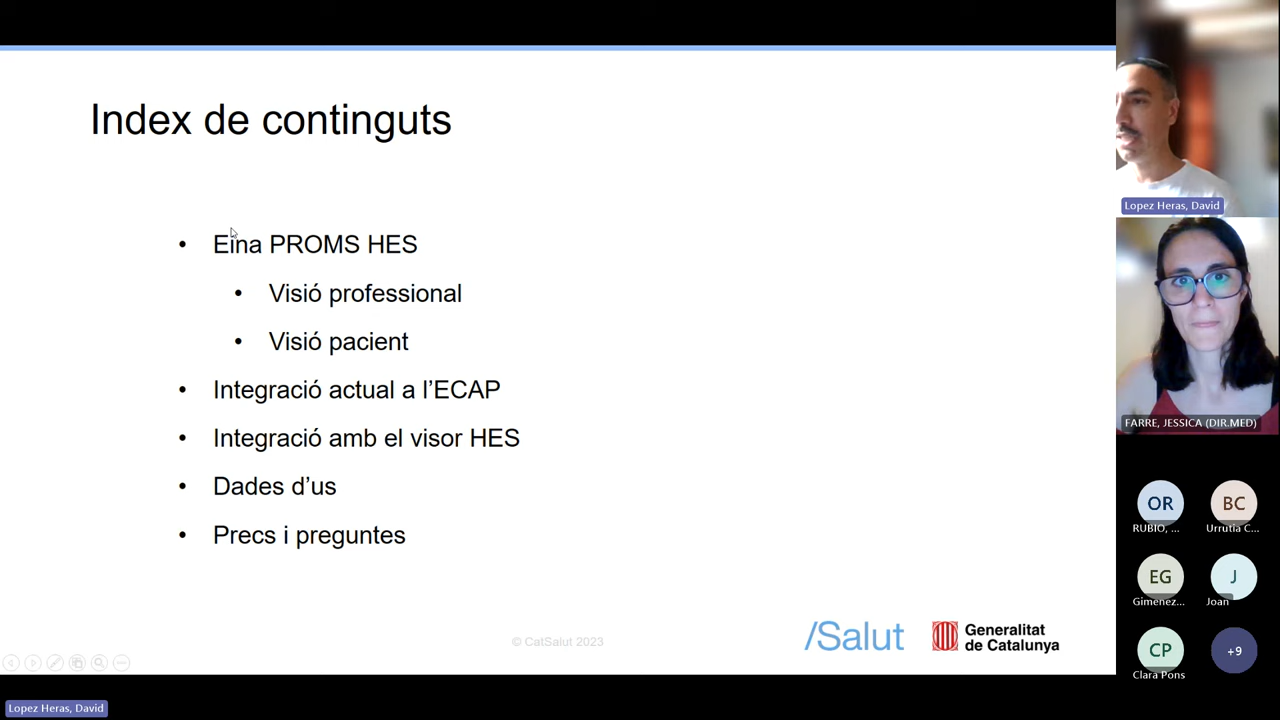 Index de continguts
• Eina PROMS HES
• Visió professional
• Visió pacient
• Integració actual a l’ECAP
• Integració amb el visor HES
• Dades d’us
• Precs i preguntes
© CatSalut 2023
/Salut
Generalitat
de Catalunya
Lopez Heras, David
Lopez Heras, David
FARRE, JESSICA (DIR.MED)
OR
RUBIO, ...
BC
Urrutia C...
EG
Gimenez...
J
Joan
CP
Clara Pons
+9